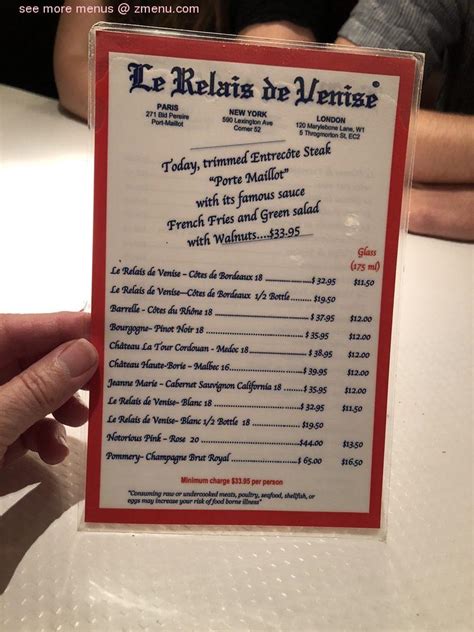 see more menus @ zmenu.com
Le Relais de Venise®
PARIS
271 Bld Pereire
Port-Maillot
NEW YORK
590 Lexington Ave
Corner 52
LONDON
120 Marylebone Lane, W1
5 Throgmorton St, EC2
Today, trimmed Entrecôte Steak
"Porte Maillot"
with its famous sauce
French Fries and Green salad
with Walnuts....$33.95
Glass
(175 ml)
Le Relais de Venise – Côtes de Bordeaux 18 ........ $ 32.95 $11.50
Le Relais de Venise—Côtes de Bordeaux 1/2 Bottle ........ $19.50
Barrelle – Côtes du Rhône 18 ........ $ 37.95 $12.00
Bourgogne– Pinot Noir 18 ........ $ 35.95 $12.00
Château La Tour Cordouan - Medoc 18 ........ $ 38.95 $12.00
Château Haute-Borie – Malbec 16 ........ $ 39.95 $12.00
Jeanne Marie – Cabernet Sauvignon California 18 ........ $ 35.95 $12.00
Le Relais de Venise– Blanc 18 ........ $ 32.95 $11.50
Le Relais de Venise– Blanc 1/2 Bottle 18 ........ $19.50
Notorious Pink – Rose 20 ........ $44.00 $13.50
Pommery– Champagne Brut Royal ........ $ 65.00 $16.50
Minimum charge $33.95 per person
"Consuming raw or undercooked meats, poultry, seafood, shellfish, or
eggs may increase your risk of food borne illness"